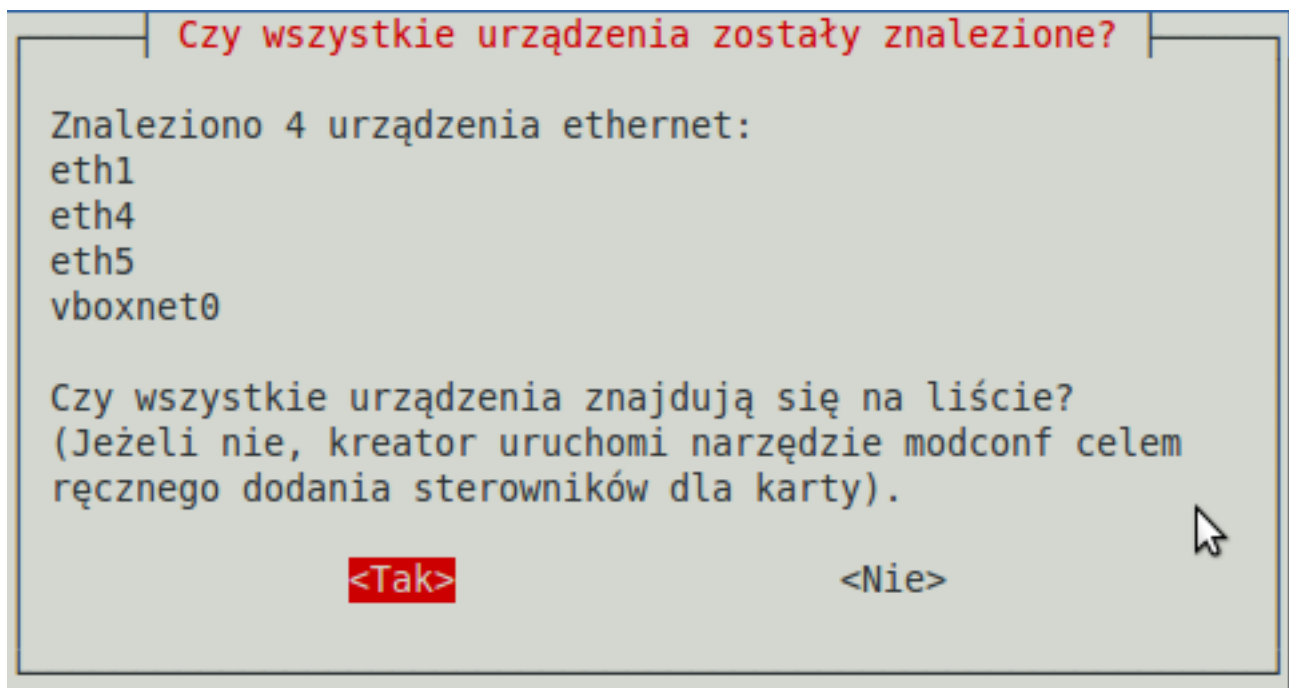 Czy wszystkie urządzenia zostały znalezione?
Znaleziono 4 urządzenia ethernet:
eth1
eth4
eth5
vboxnet0
Czy wszystkie urządzenia znajdują się na liście?
(Jeżeli nie, kreator uruchomi narzędzie modconf celem
ręcznego dodania sterowników dla karty).
<Tak> <Nie>